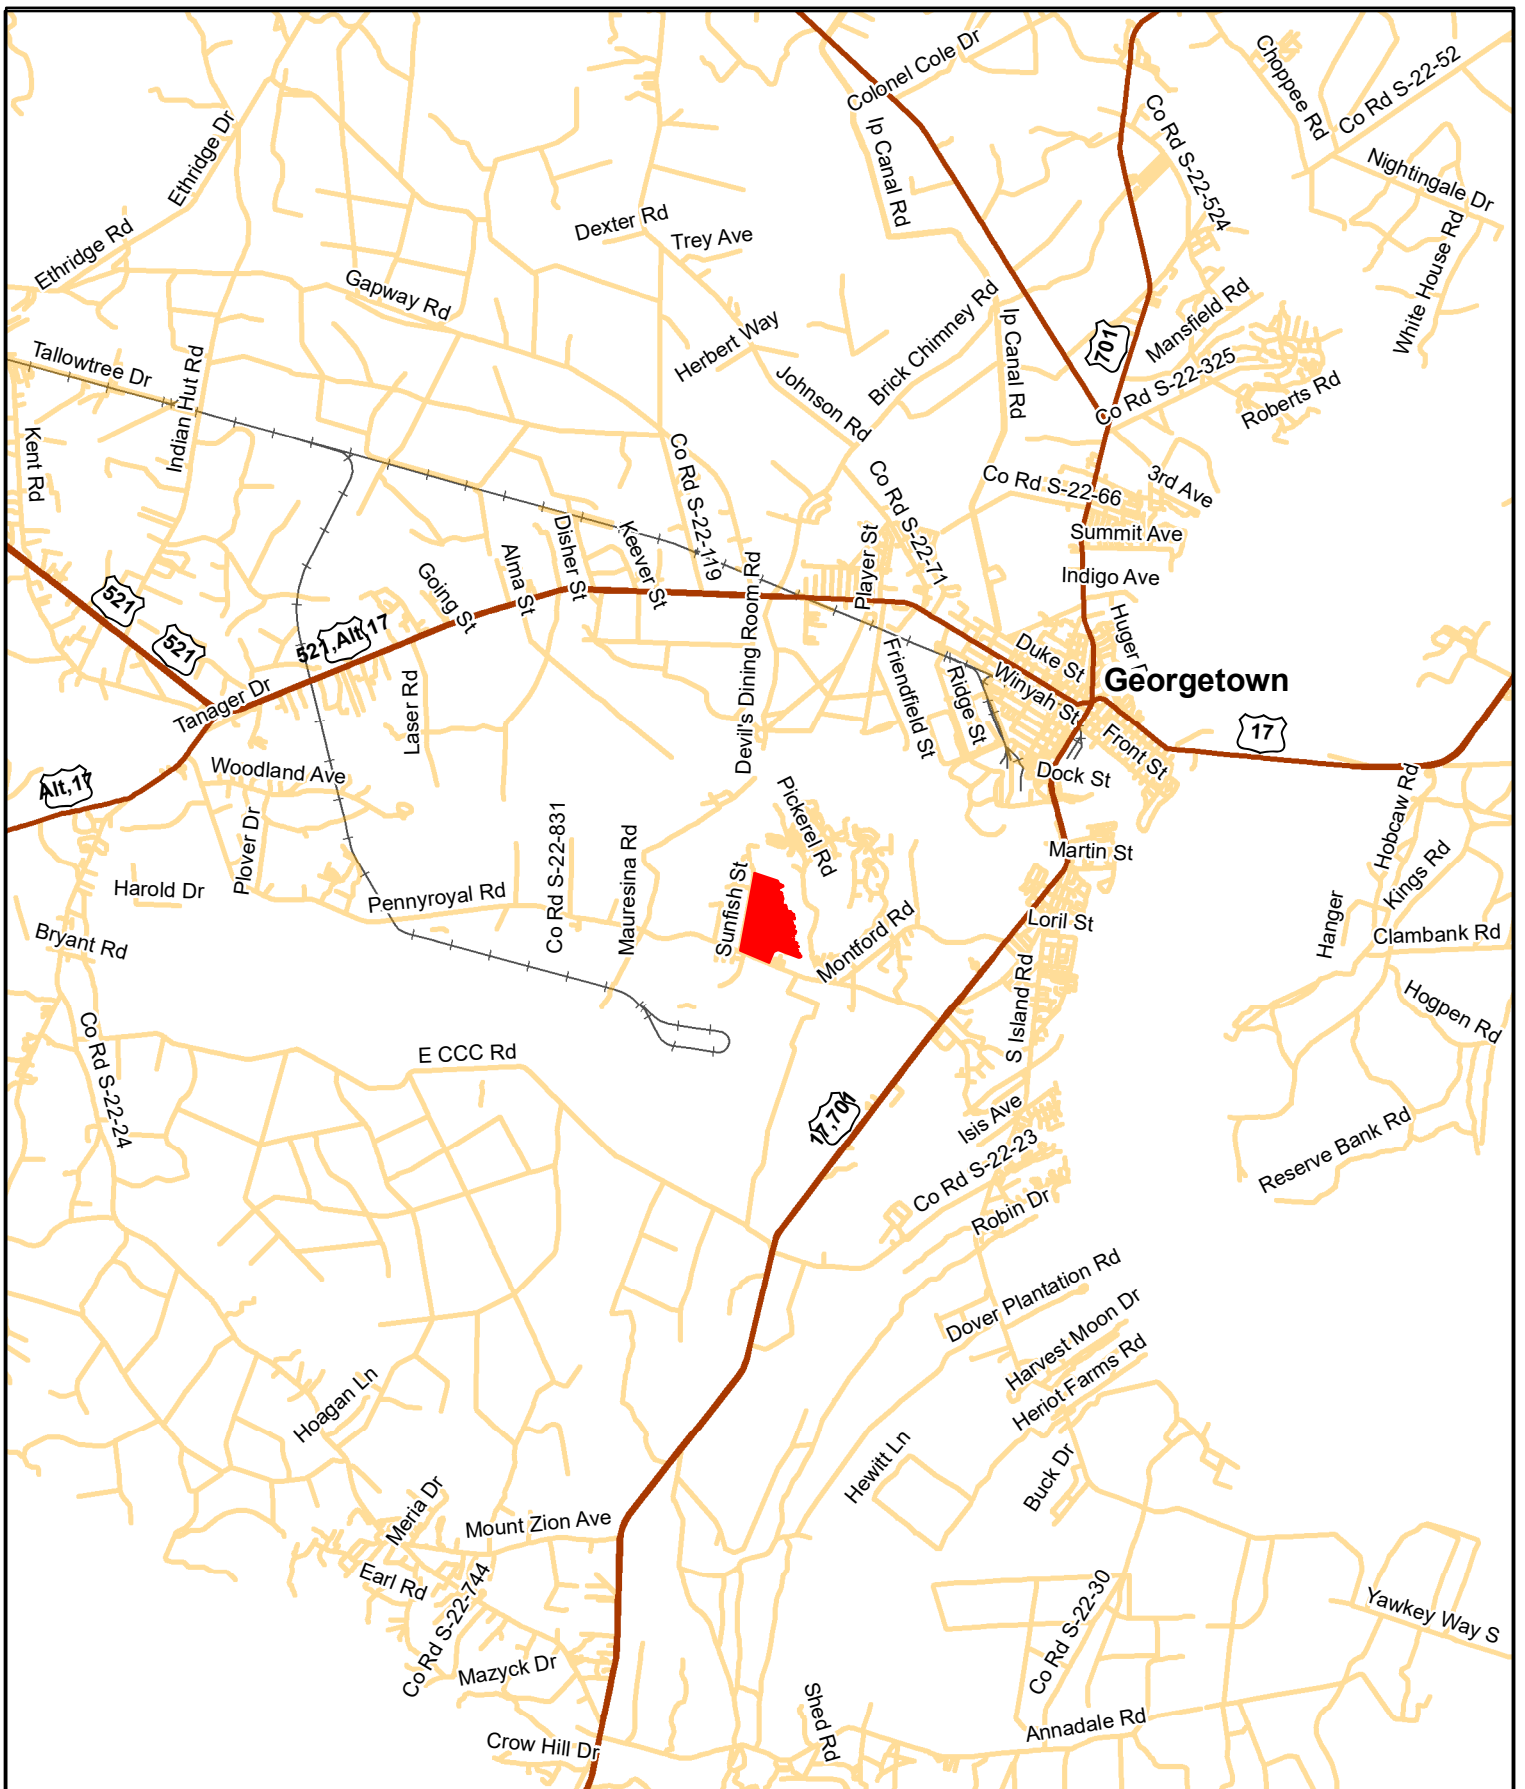 Colonel Cole Dr
Choppee Rd
Co Rd S-22-52
Ethridge Dr
Ip Canal Rd
Co Rd S-22-524
Nightingale Dr
Ethridge Rd
Dexter Rd
Trey Ave
White House Rd
Gapway Rd
Herbert Way
Brick Chimney Rd
Ip Canal Rd
701
Mansfield Rd
Tallowtree Dr
Indian Hut Rd
Johnson Rd
Co Rd S-22-325
Roberts Rd
Kent Rd
Co Rd S-22-119
Co Rd S-22-71
Co Rd S-22-66
3rd Ave
Summit Ave
Disher St
Keever St
Alma St
Going St
Devil's Dining Room Rd
Player St
Indigo Ave
521
521
521,Alt,17
Huger
Duke St
Friendfield St
Ridge St
Winyah St
Georgetown
Tanager Dr
Laser Rd
17
Front St
Woodland Ave
Alt,17
Dock St
Plover Dr
Co Rd S-22-831
Mauresina Rd
Pickerel Rd
Hobcaw Rd
Martin St
Harold Dr
Pennyroyal Rd
Sunfish St
Kings Rd
Loril St
Hanger
Bryant Rd
Montford Rd
Clambank Rd
S Island Rd
Hogpen Rd
Co Rd S-22-24
E CCC Rd
17,701
Isis Ave
Co Rd S-22-23
Reserve Bank Rd
Robin Dr
Dover Plantation Rd
Harvest Moon Dr
Heriot Farms Rd
Hoagan Ln
Hewitt Ln
Buck Dr
Meria Dr
Mount Zion Ave
Earl Rd
Co Rd S-22-744
Co Rd S-22-30
Yawkey Way S
Mazyck Dr
Shed Rd
Annadale Rd
Crow Hill Dr